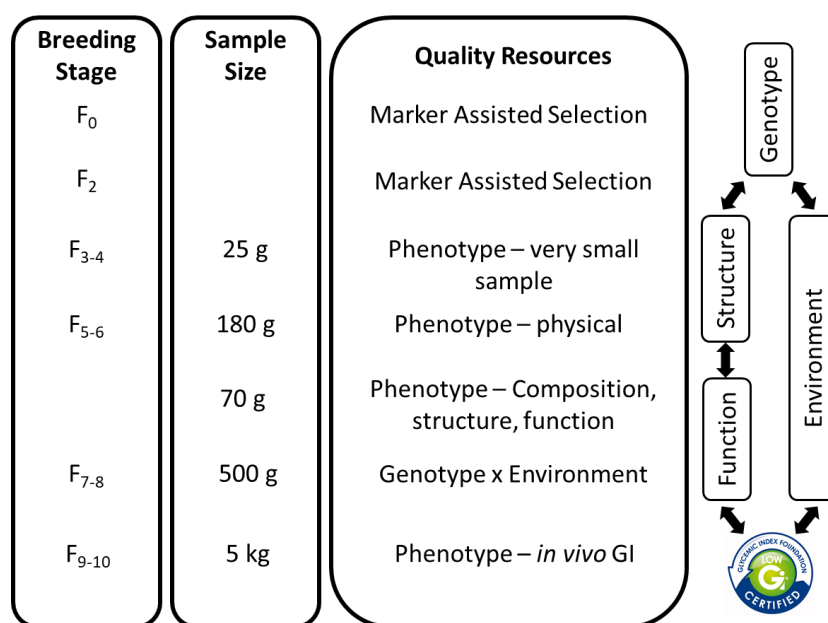 Breeding
Stage
Sample
Size
Quality Resources
F0
Marker Assisted Selection
F2
Marker Assisted Selection
F3-4
25 g
Phenotype – very small
sample
F5-6
180 g
Phenotype – physical
70 g
Phenotype – Composition,
structure, function
F7-8
500 g
Genotype x Environment
F9-10
5 kg
Phenotype – in vivo GI
Genotype
Structure
Function
Environment
GLYCEMIC INDEX FOUNDATION
LOW
Gi
CERTIFIED